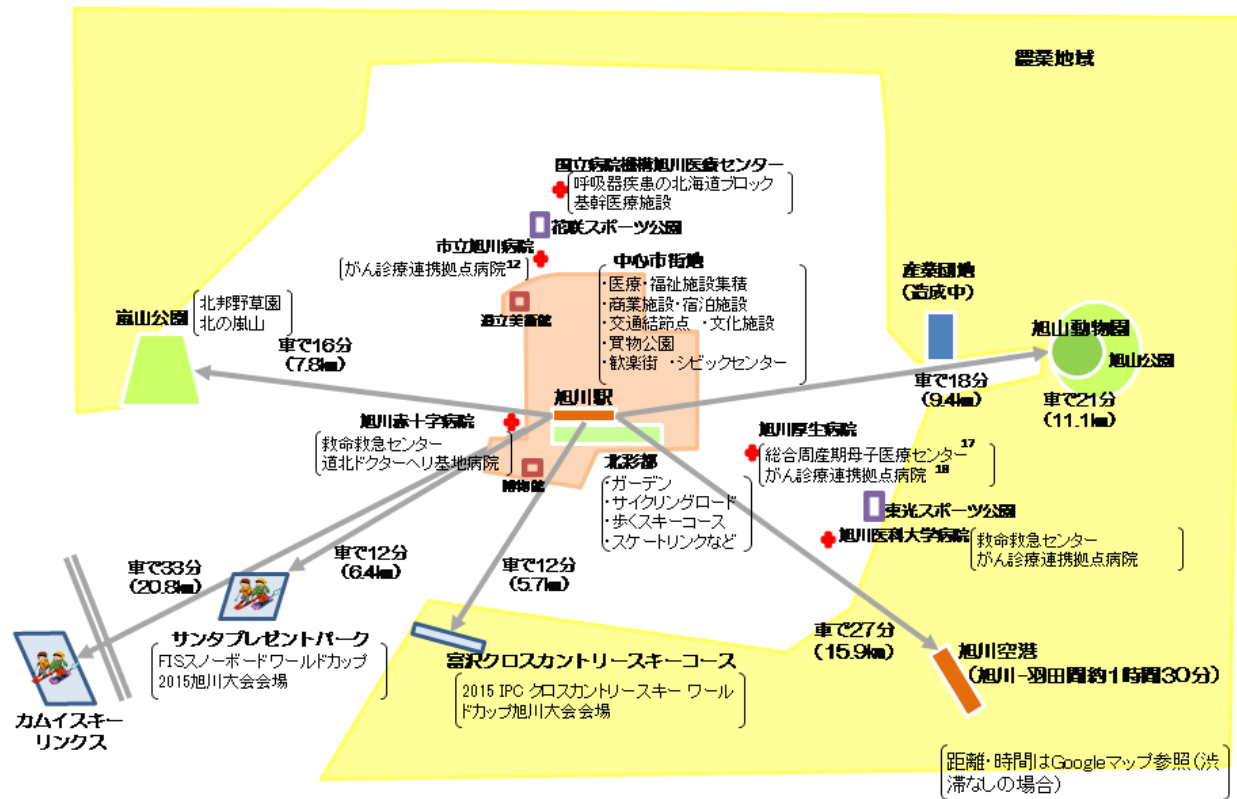 農業地域
国立病院機構旭川医療センター
呼吸器疾患の北海道ブロック
基幹医療施設
花咲スポーツ公園
市立旭川病院
がん診療連携拠点病院12
中心市街地
・医療・福祉施設集積
・商業施設・宿泊施設
・交通結節点 ・文化施設
・買物公園
・歓楽街 ・シビックセンター
道立美術館
産業団地
(造成中)
嵐山公園
北邦野草園
北の嵐山
旭山動物園
旭山公園
車で16分
(7.8㎞)
車で18分
(9.4㎞)
車で21分
(11.1㎞)
旭川駅
旭川赤十字病院
救命救急センター
道北ドクターヘリ基地病院
博物館
北彩都
・ガーデン
・サイクリングロード
・歩くスキーコース
・スケートリンクなど
旭川厚生病院
総合周産期母子医療センター17
がん診療連携拠点病院 18
東光スポーツ公園
旭川医科大学病院
救命救急センター
がん診療連携拠点病院
車で33分
(20.8㎞)
車で12分
(6.4㎞)
車で12分
(5.7㎞)
車で27分
(15.9㎞)
サンタプレゼントパーク
FISスノーボードワールドカップ
2015旭川大会会場
富沢クロスカントリースキーコース
2015 IPC クロスカントリースキー ワール
ドカップ旭川大会会場
旭川空港
(旭川-羽田間約1時間30分)
カムイスキー
リンクス
距離・時間はGoogleマップ参照(渋
滞なしの場合)